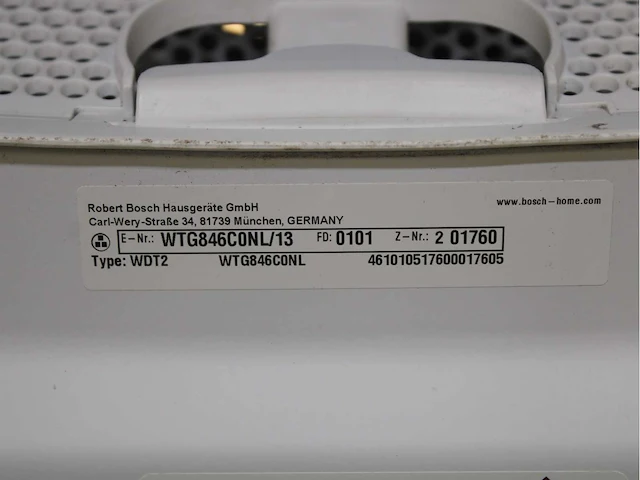 Robert Bosch Hausgeräte GmbH
www.bosch-home.com
Carl-Wery-Straße 34, 81739 München, GERMANY
E-Nr.: WTG846C0NL/13 FD: 0101 Z-Nr.: 2 01760
Type: WDT2 WTG846C0NL 461010517600017605